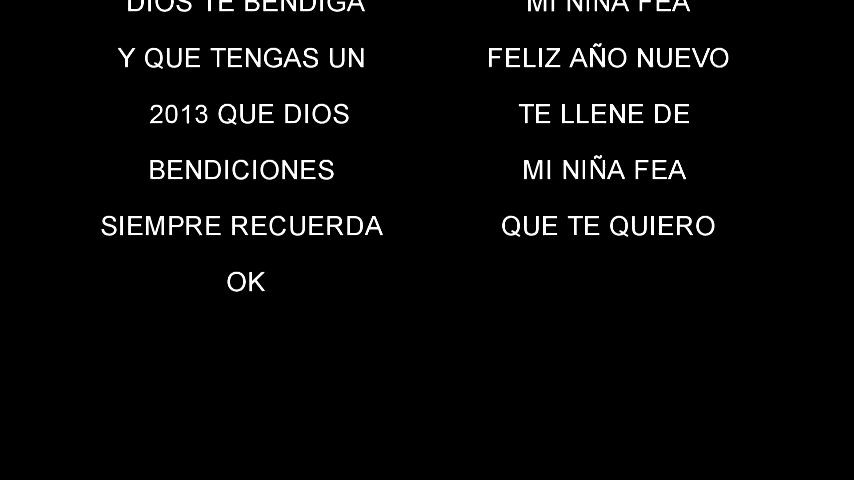 DIOS TE BENDIGA MI NIÑA FEA
Y QUE TENGAS UN FELIZ AÑO NUEVO
2013 QUE DIOS TE LLENE DE
BENDICIONES MI NIÑA FEA
SIEMPRE RECUERDA QUE TE QUIERO
OK